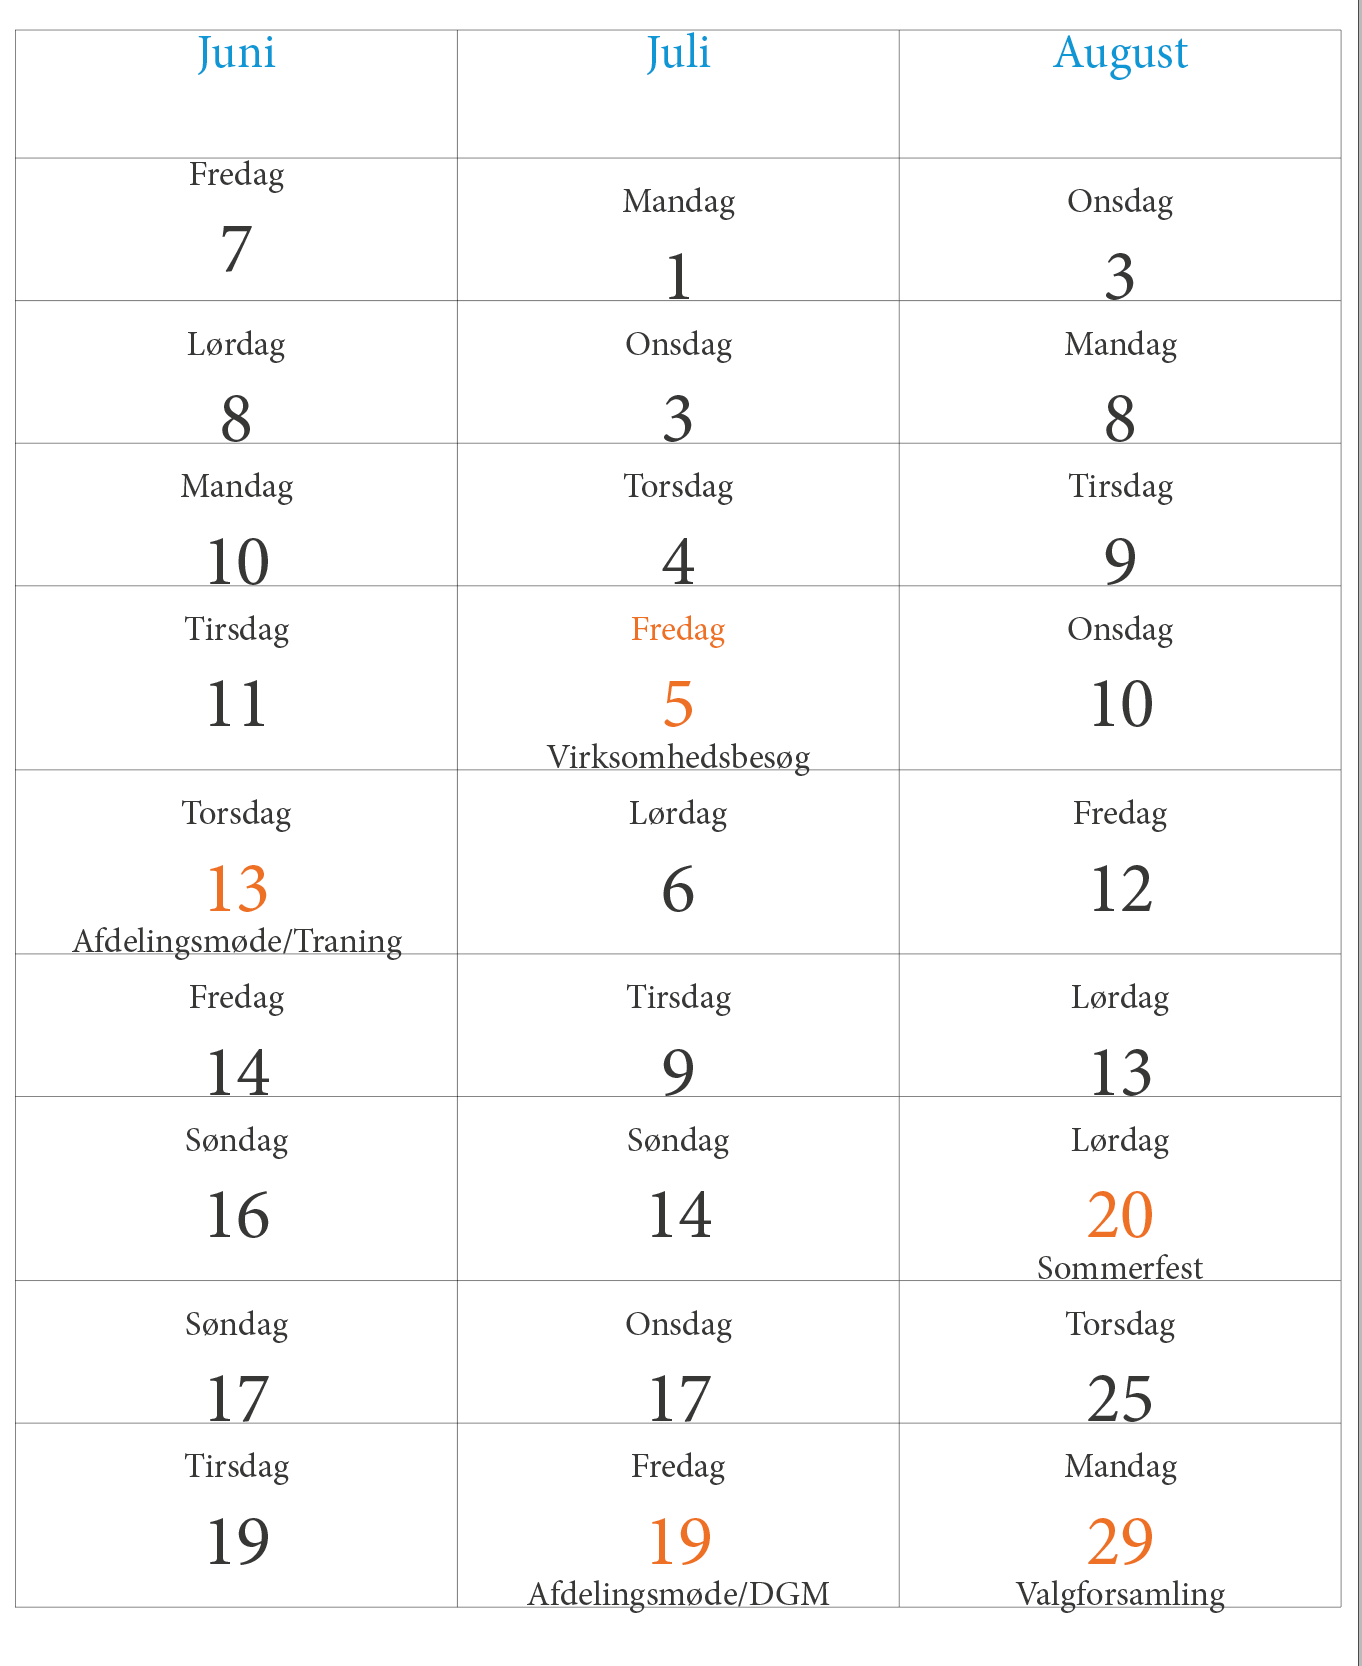 Juni Juli August
Fredag
7
Mandag
1
Onsdag
3
Lørdag
8
Onsdag
3
Mandag
8
Mandag
10
Torsdag
4
Tirsdag
9
Tirsdag
11
Fredag
5
Virksomhedsbesøg
Onsdag
10
Torsdag
13
Afdelingsmøde/Traning
Lørdag
6
Fredag
12
Fredag
14
Tirsdag
9
Lørdag
13
Søndag
16
Søndag
14
Lørdag
20
Sommerfest
Søndag
17
Onsdag
17
Torsdag
25
Tirsdag
19
Fredag
19
Afdelingsmøde/DGM
Mandag
29
Valgforsamling